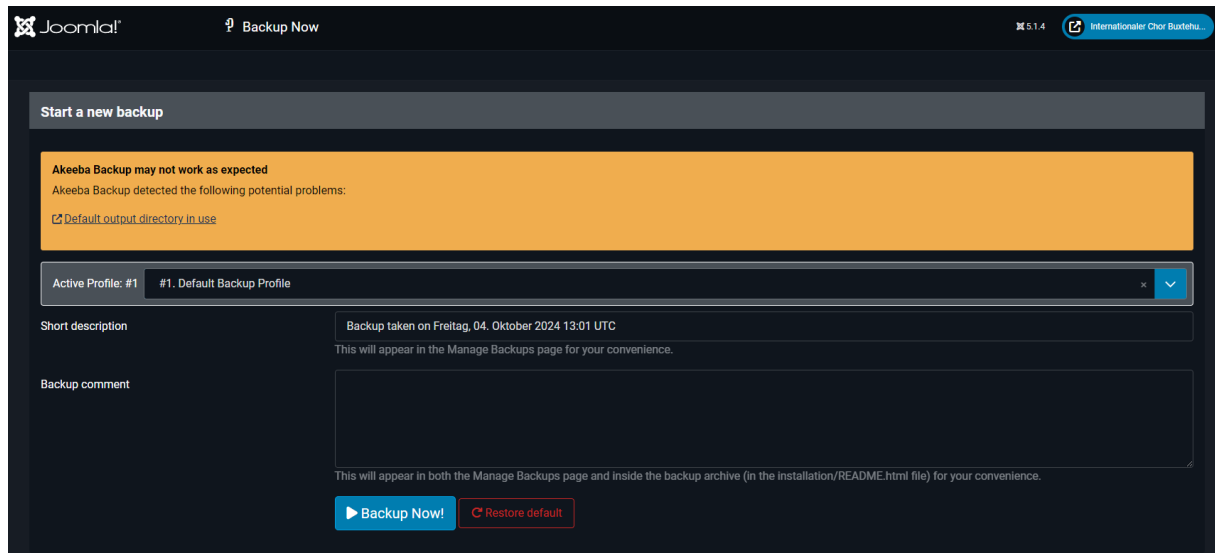 Joomla!®
Backup Now
5.1.4
Internationaler Chor Buxtehu...
Start a new backup
Akeeba Backup may not work as expected
Akeeba Backup detected the following potential problems:
Default output directory in use
Active Profile: #1
#1. Default Backup Profile
×
Short description
Backup taken on Freitag, 04. Oktober 2024 13:01 UTC
This will appear in the Manage Backups page for your convenience.
Backup comment
This will appear in both the Manage Backups page and inside the backup archive (in the installation/README.html file) for your convenience.
Backup Now!
Restore default